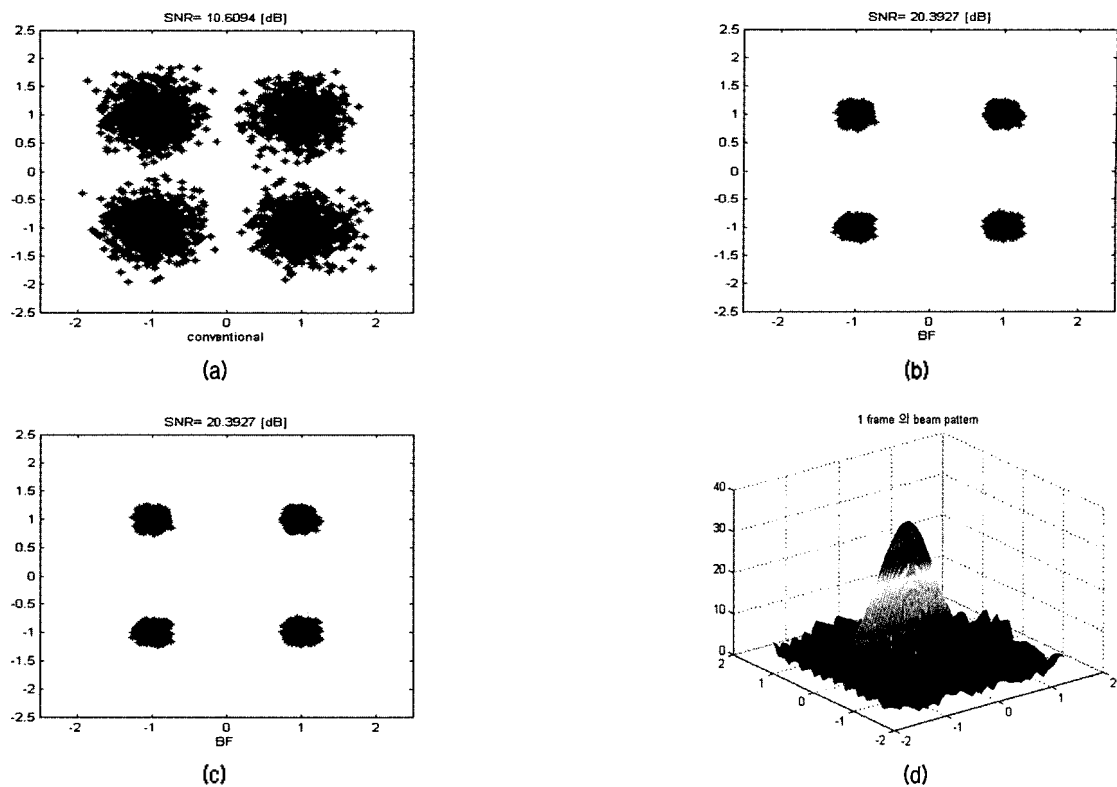 SNR= 10.6094 [dB]
2.5
2
1.5
1
0.5
0
-0.5
-1
-1.5
-2
2.5
-2 -1 0 1 2
conventional
(a)
SNR= 20.3927 [dB]
2.5
2
1.5
1
0.5
0
-0.5
-1
-1.5
-2
-2.5
-2 -1 0 1 2
BF
(b)
SNR= 20.3927 [dB]
2.5
2
1.5
1
0.5
0
-0.5
-1
-1.5
-2
-2.5
-2 -1 0 1 2
BF
(c)
1 frame 의 beam pattern
40
30
20
10
0
2 1 0 -1 -2
-2 -1 0 1 2
(d)